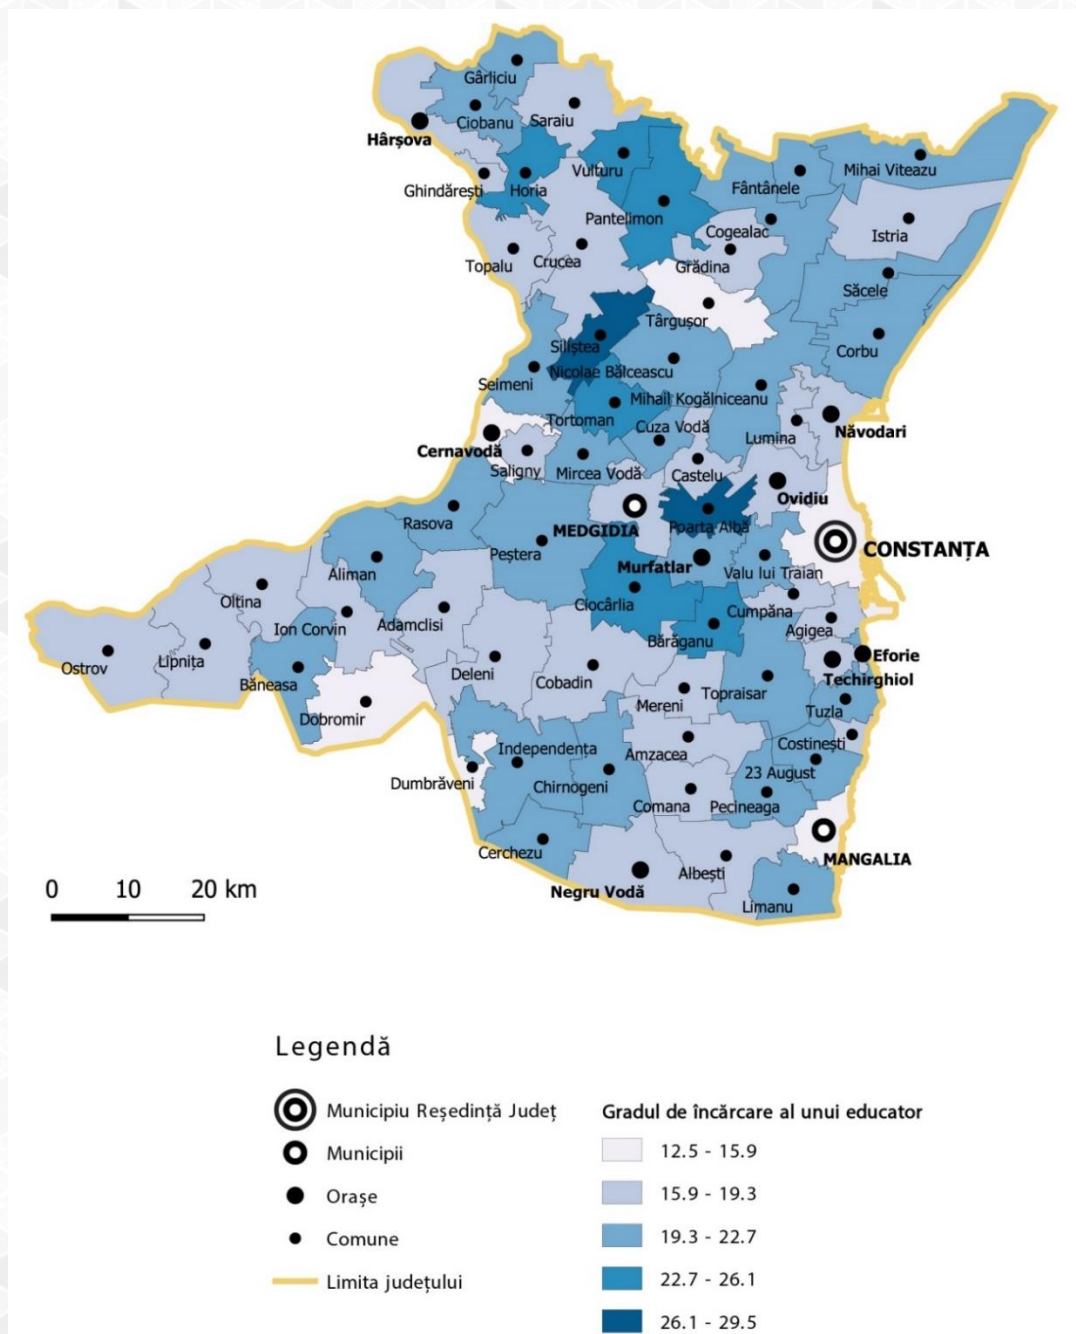 Gârliciu
Ciobanu
Saraiu
Hârșova
Ghindărești
Horia
Vulturu
Fântânele
Mihai Viteazu
Pantelimon
Cogealac
Istria
Topalu
Crucea
Grădina
Săcele
Târgușor
Siliștea
Corbu
Seimeni
Nicolae Bălcescu
Mihail Kogălniceanu
Tortoman
Cuza Vodă
Lumina
Năvodari
Cernavodă
Saligny
Mircea Vodă
Castelu
Ovidiu
Rasova
MEDGIDIA
Poarta Albă
Peștera
CONSTANȚA
Murfatlar
Valu lui Traian
Aliman
Oltina
Ciocârlia
Cumpăna
Ion Corvin
Adamclisi
Agigea
Bărăganu
Ostrov
Lipnița
Eforie
Băneasa
Deleni
Cobadin
Techirghiol
Topraisar
Mereni
Tuzla
Dobromir
Costinești
Independența
Amzacea
23 August
Dumbrăveni
Chirnogeni
Comana
Pecineaga
Cerchezu
MANGALIA
Negru Vodă
Albești
Limanu
0 10 20 km
Legendă
Municipiu Reședință Județ
Municipii
Orașe
Comune
Limita județului
Gradul de încărcare al unui educator
12.5 - 15.9
15.9 - 19.3
19.3 - 22.7
22.7 - 26.1
26.1 - 29.5